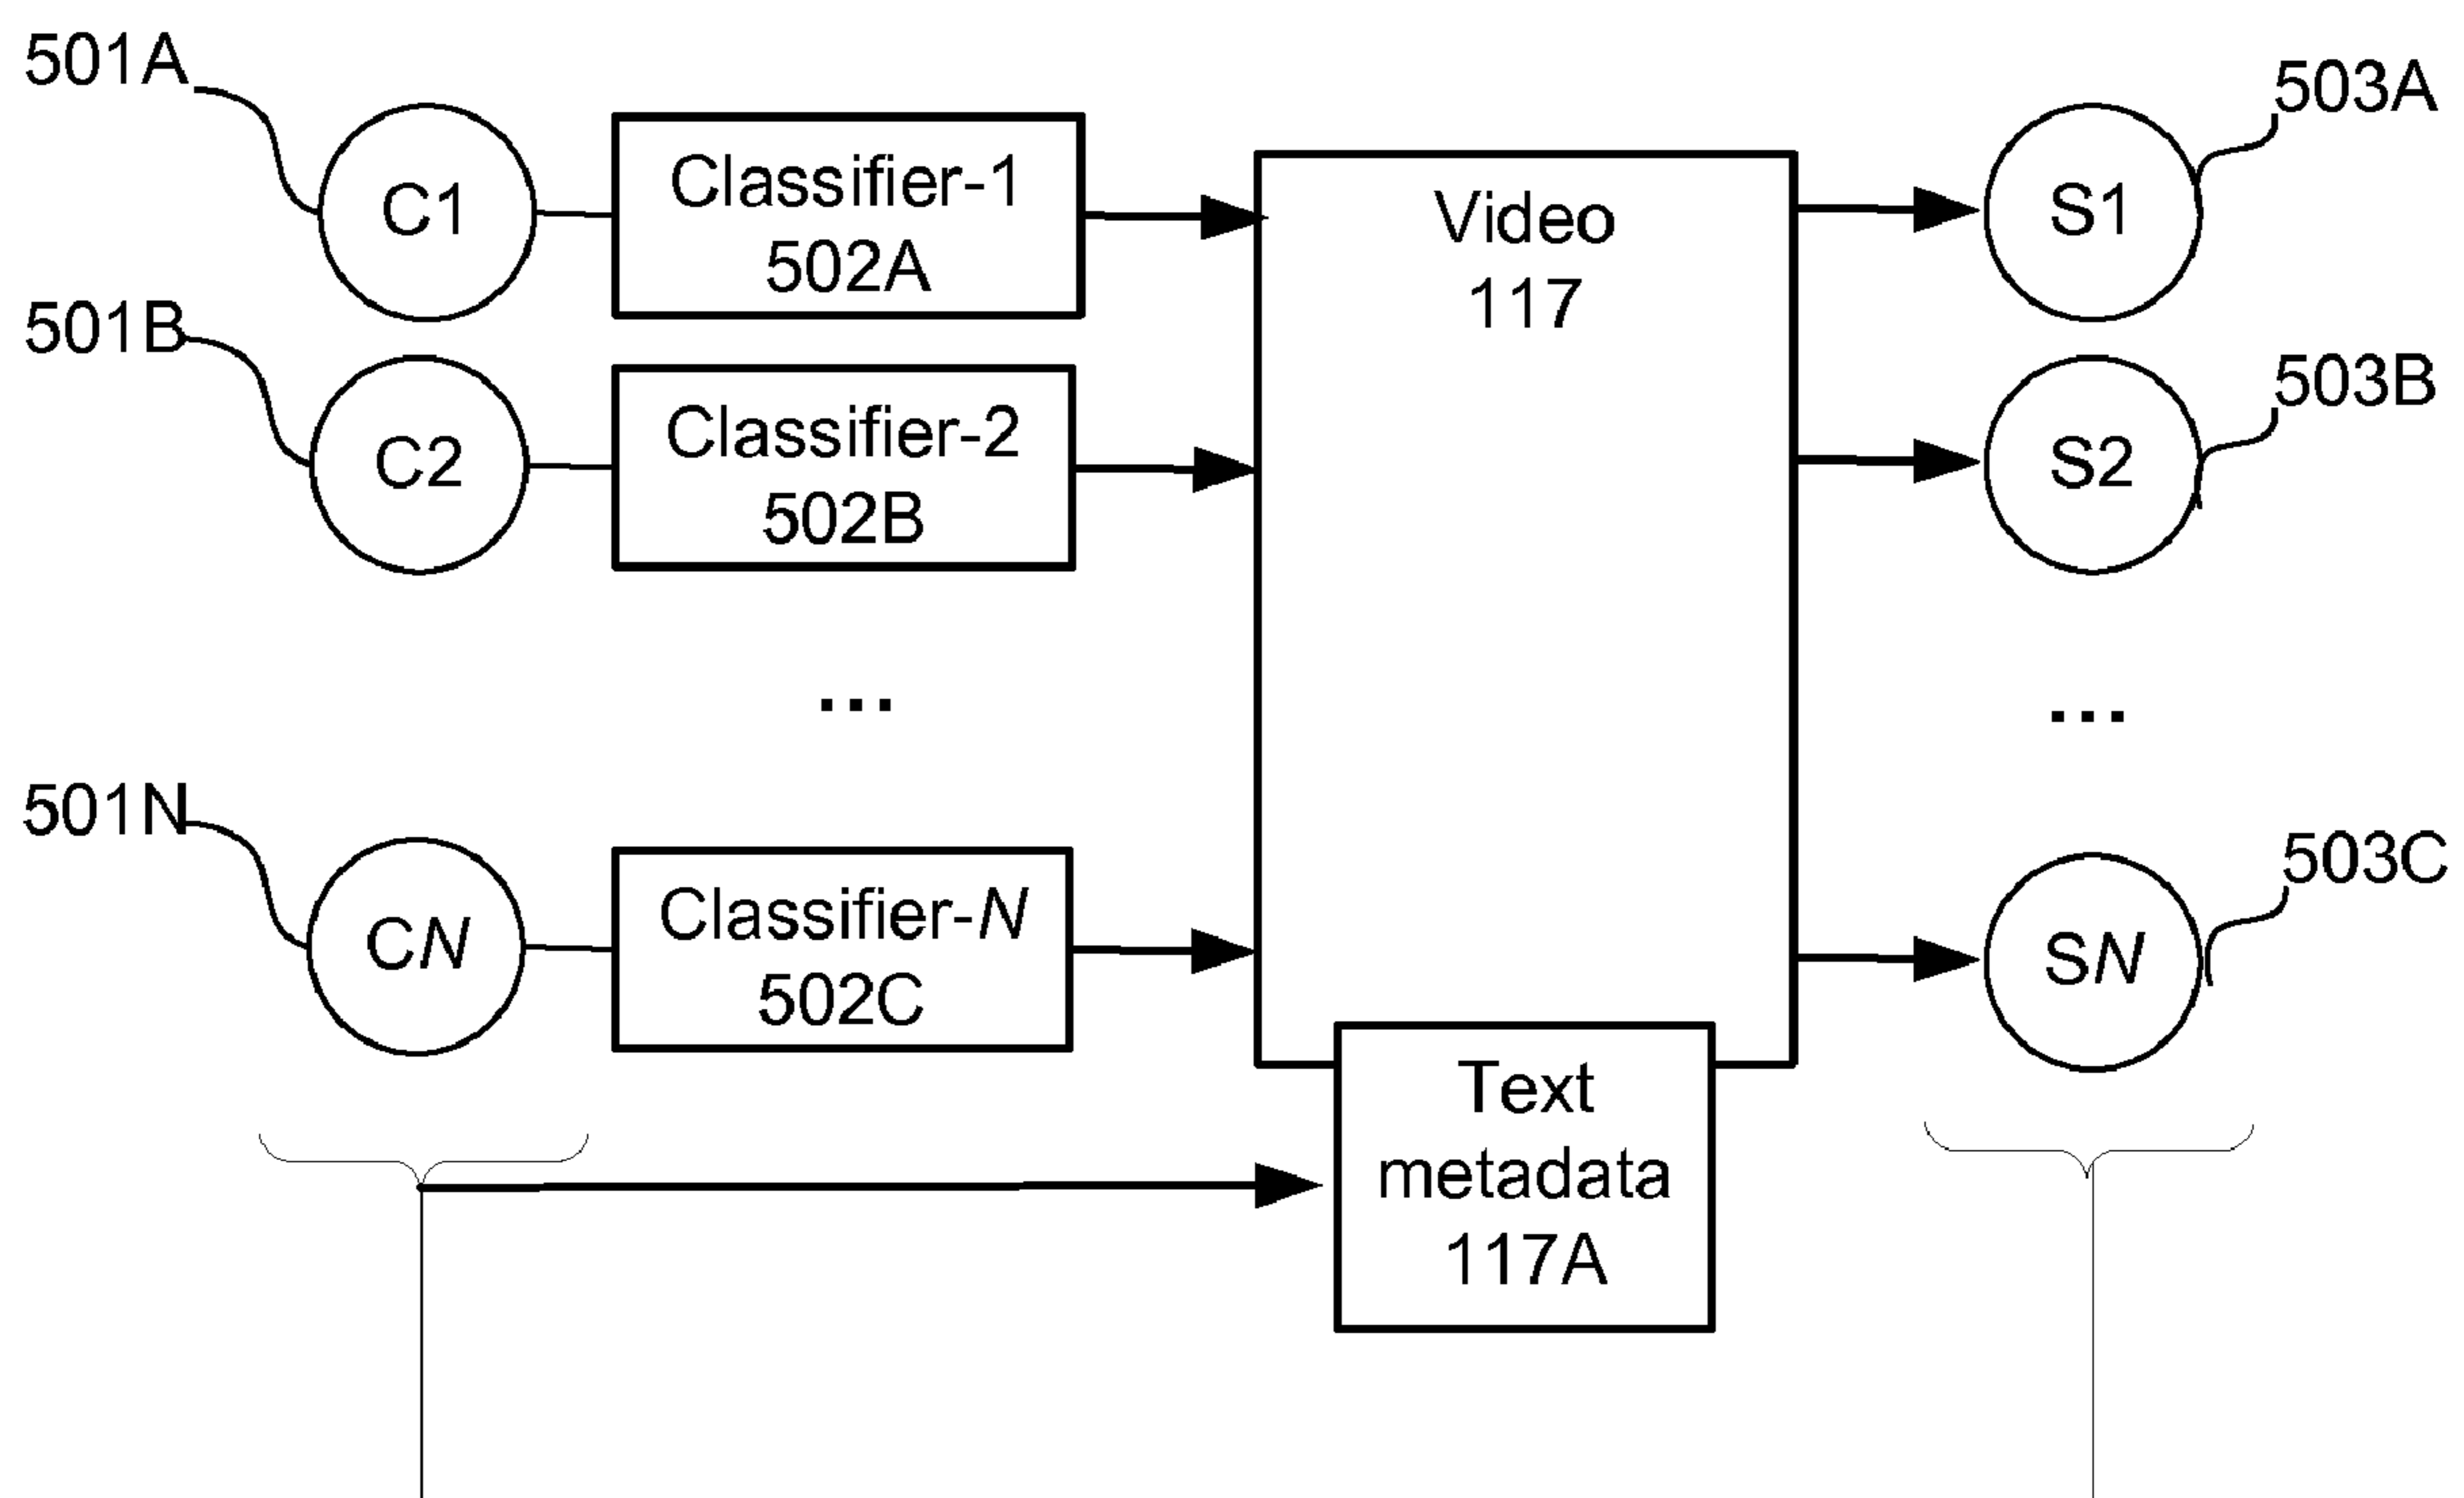 501A
C1
Classifier-1
502A
Video
117
S1
503A
501B
C2
Classifier-2
502B
S2
503B
...
...
501N
CN
Classifier-N
502C
SN
503C
Text
metadata
117A